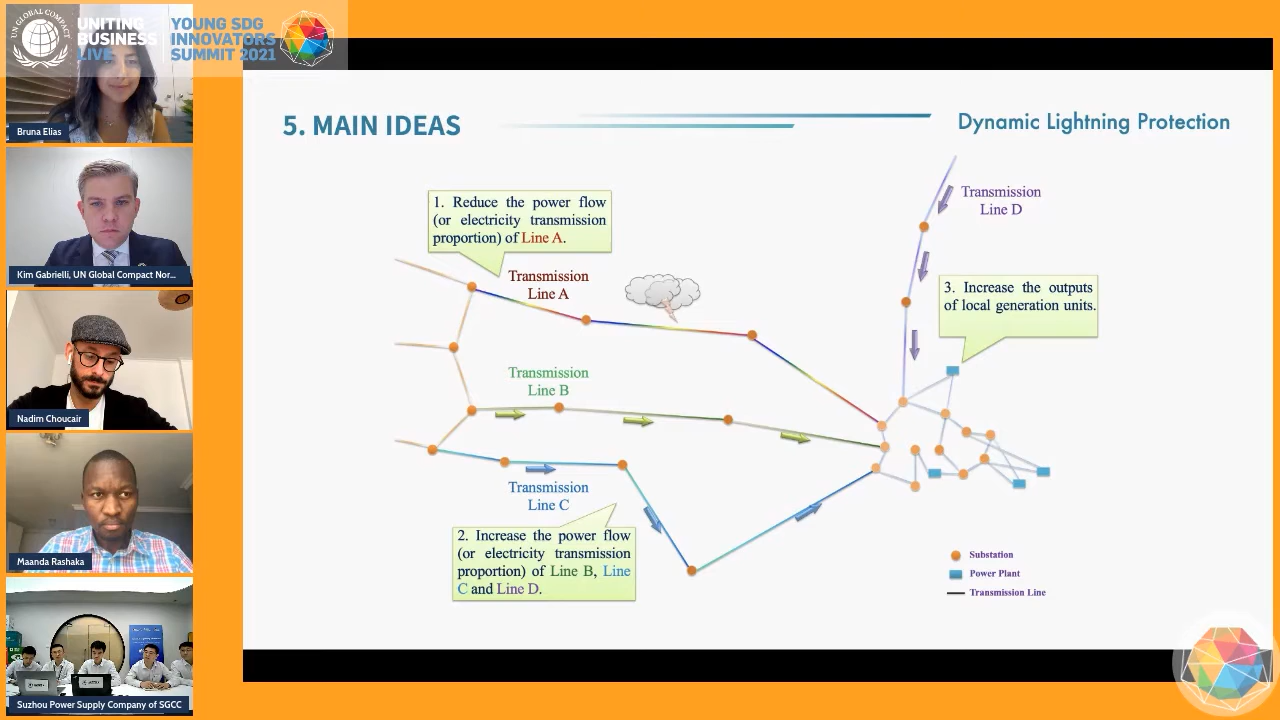 UN GLOBAL COMPACT
UNITING
BUSINESS
LIVE
YOUNG SDG
INNOVATORS
SUMMIT 2021
Bruna Elias
Kim Gabrielli, UN Global Compact Nor...
Nadim Choucair
Maanda Rashaka
Suzhou Power Supply Company of SGCC
5. MAIN IDEAS
Dynamic Lightning Protection
1. Reduce the power flow
(or electricity transmission
proportion) of Line A.
Transmission
Line A
Transmission
Line D
3. Increase the outputs
of local generation units.
Transmission
Line B
Transmission
Line C
2. Increase the power flow
(or electricity transmission
proportion) of Line B, Line
C and Line D.
Substation
Power Plant
Transmission Line